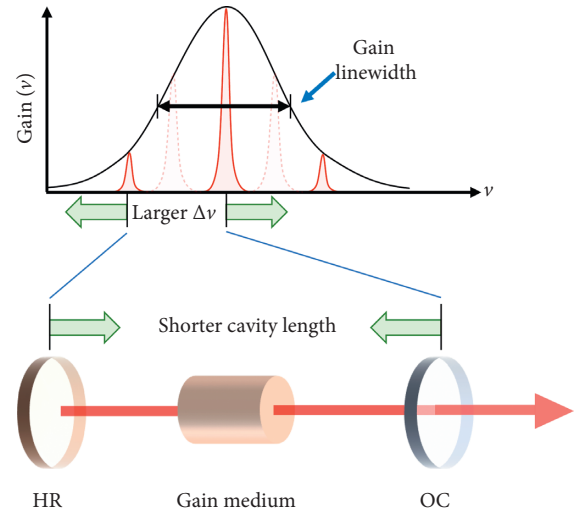 Gain
linewidth
Gain (ν)
ν
Larger Δν
Shorter cavity length
HR
Gain medium
OC